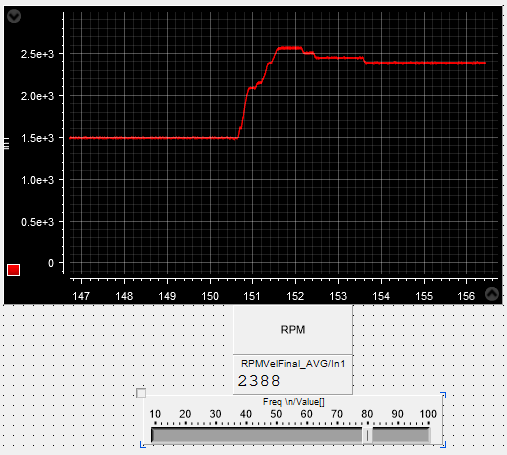 2.5e+3
2.0e+3
1.5e+3
1.0e+3
0.5e+3
0
In1
147 148 149 150 151 152 153 154 155 156
RPM
RPMVelFinal_AVG/In1
2388
Freq \n/Value[]
10 20 30 40 50 60 70 80 90 100